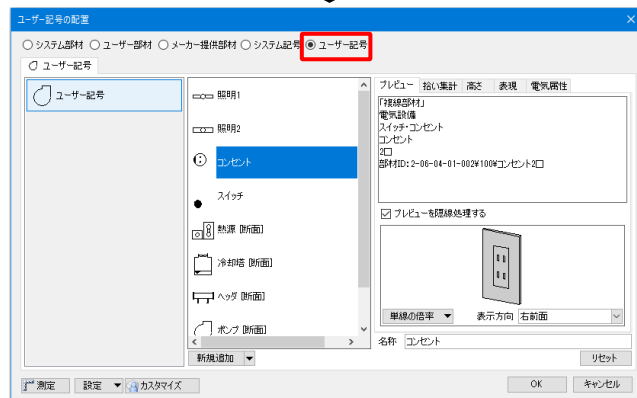 ユーザー記号の配置
システム部材 ユーザー部材 メーカー提供部材 システム記号 ユーザー記号
ユーザー記号
ユーザー記号
照明1
照明2
コンセント
スイッチ
熱源 [断面]
冷却塔 [断面]
ヘッダ [断面]
ポンプ [断面]
新規追加
プレビュー 拾い集計 高さ 表現 電気属性
「複線部材」
電気設備
スイッチ・コンセント
コンセント
2口
部材ID:2-06-04-01-002¥100¥コンセント2口
プレビューを隠線処理する
単線の倍率 表示方向 右前面
名称 コンセント
リセット
測定 設定 カスタマイズ OK キャンセル